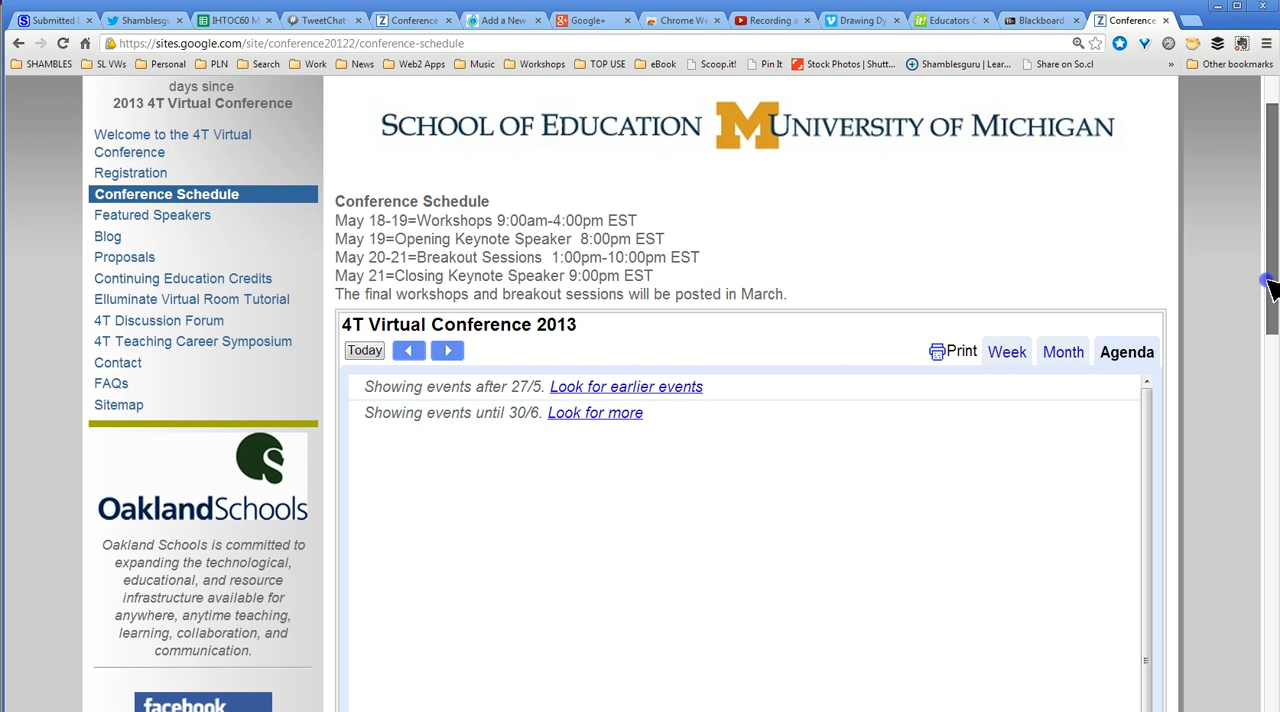 Submitted
Shamblesg
IHTOC60 M
TweetChat
Conference
Add a New
Google+
Chrome We
Recording a
Drawing Dy
Educators C
Blackboard
Conference
https://sites.google.com/site/conference20122/conference-schedule
SHAMBLES
SL VWs
Personal
PLN
Search
Work
News
Web2 Apps
Music
Workshops
TOP USE
eBook
Scoop.it!
Pin It
Stock Photos | Shutt...
Shamblesguru | Lear...
Share on So.cl
»
Other bookmarks
days since
2013 4T Virtual Conference
Welcome to the 4T Virtual
Conference
Registration
Conference Schedule
Featured Speakers
Blog
Proposals
Continuing Education Credits
Elluminate Virtual Room Tutorial
4T Discussion Forum
4T Teaching Career Symposium
Contact
FAQs
Sitemap
OaklandSchools
Oakland Schools is committed to
expanding the technological,
educational, and resource
infrastructure available for
anywhere, anytime teaching,
learning, collaboration, and
communication.
facebook
SCHOOL OF EDUCATION M UNIVERSITY OF MICHIGAN
Conference Schedule
May 18-19=Workshops 9:00am-4:00pm EST
May 19=Opening Keynote Speaker 8:00pm EST
May 20-21=Breakout Sessions 1:00pm-10:00pm EST
May 21=Closing Keynote Speaker 9:00pm EST
The final workshops and breakout sessions will be posted in March.
4T Virtual Conference 2013
Today
Print Week Month Agenda
Showing events after 27/5. Look for earlier events
Showing events until 30/6. Look for more